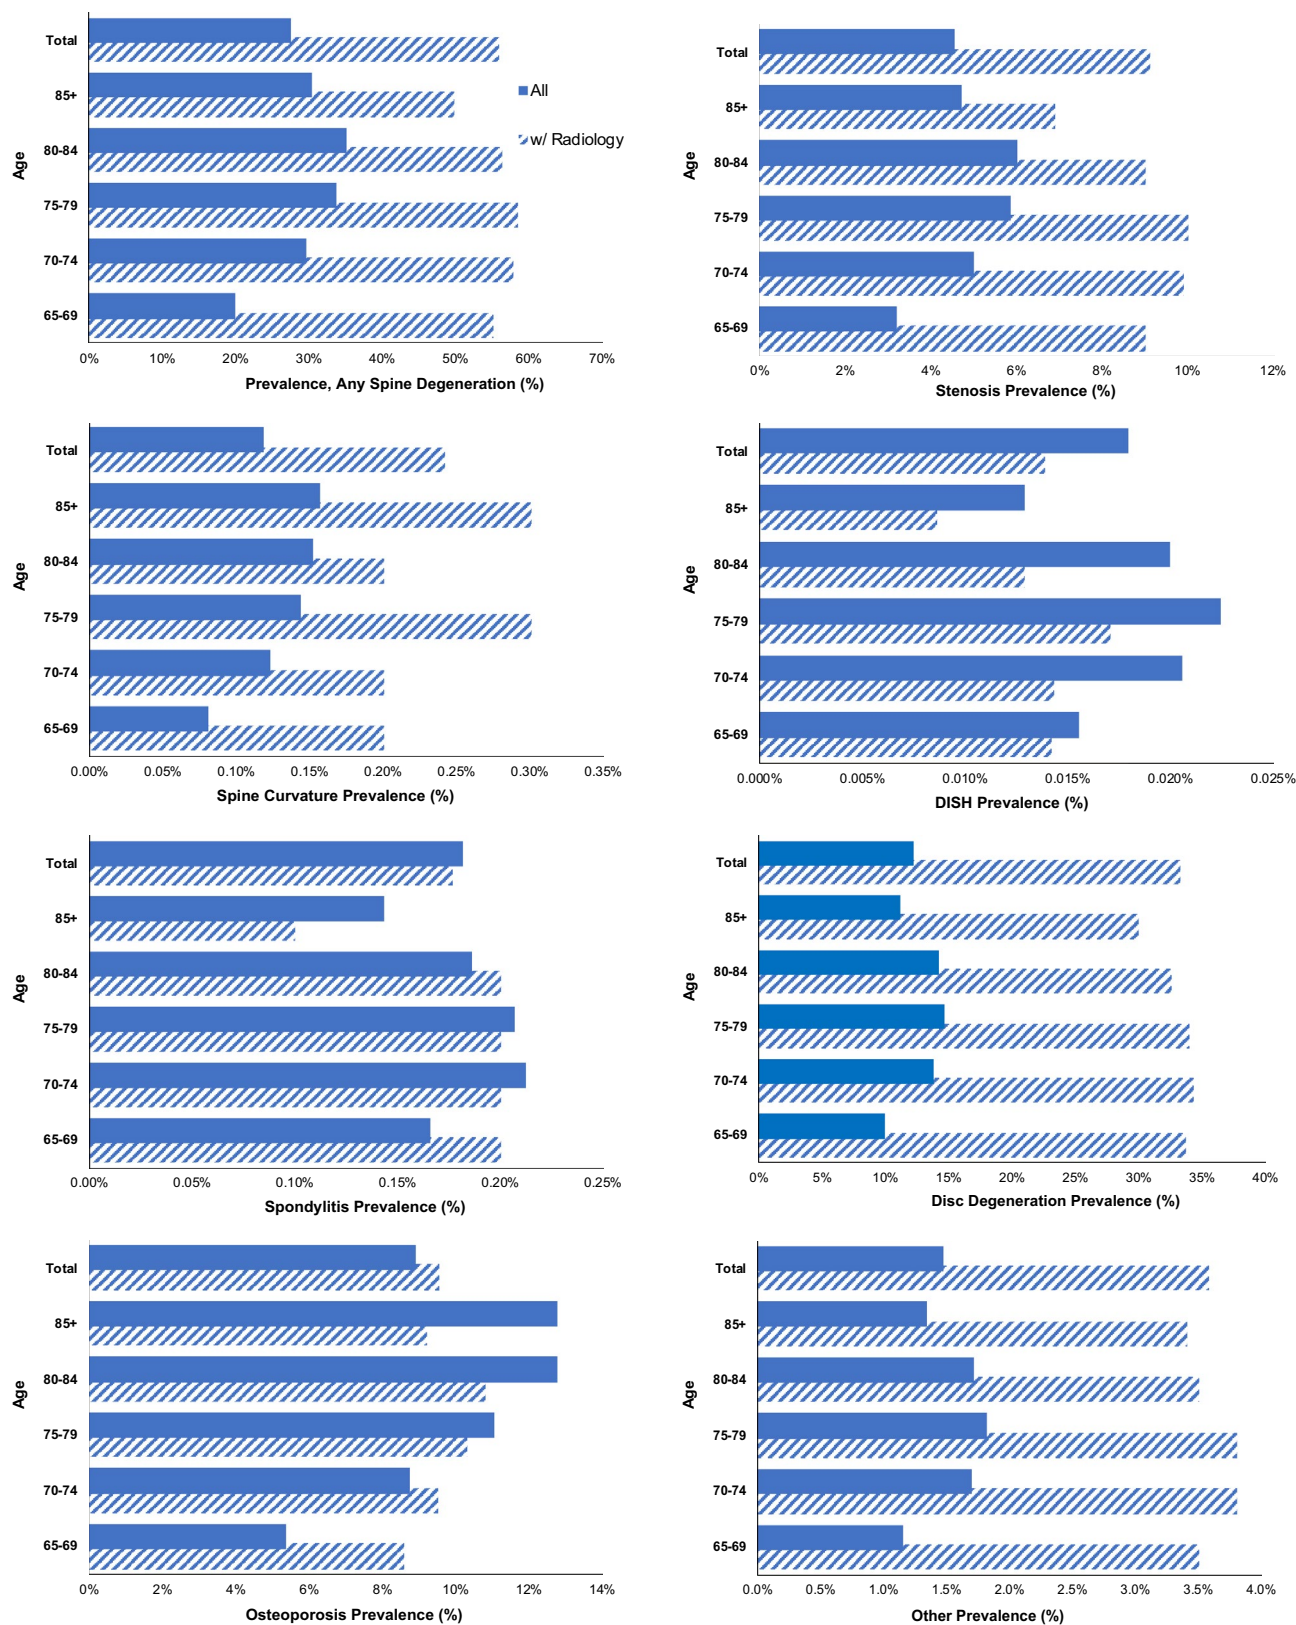 Total
85+
80-84
75-79
70-74
65-69
Age
All
w/ Radiology
0% 10% 20% 30% 40% 50% 60% 70%
Prevalence, Any Spine Degeneration (%)
Total
85+
80-84
75-79
70-74
65-69
Age
0% 2% 4% 6% 8% 10% 12%
Stenosis Prevalence (%)
Total
85+
80-84
75-79
70-74
65-69
Age
0.00% 0.05% 0.10% 0.15% 0.20% 0.25% 0.30% 0.35%
Spine Curvature Prevalence (%)
Total
85+
80-84
75-79
70-74
65-69
Age
0.000% 0.005% 0.010% 0.015% 0.020% 0.025%
DISH Prevalence (%)
Total
85+
80-84
75-79
70-74
65-69
Age
0.00% 0.05% 0.10% 0.15% 0.20% 0.25%
Spondylitis Prevalence (%)
Total
85+
80-84
75-79
70-74
65-69
Age
0% 5% 10% 15% 20% 25% 30% 35% 40%
Disc Degeneration Prevalence (%)
Total
85+
80-84
75-79
70-74
65-69
Age
0% 2% 4% 6% 8% 10% 12% 14%
Osteoporosis Prevalence (%)
Total
85+
80-84
75-79
70-74
65-69
Age
0.0% 0.5% 1.0% 1.5% 2.0% 2.5% 3.0% 3.5% 4.0%
Other Prevalence (%)